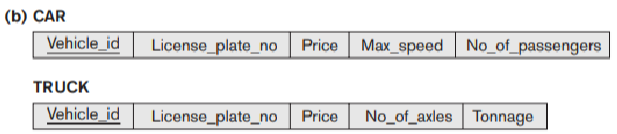 (b) CAR
Vehicle_id License_plate_no Price Max_speed No_of_passengers
TRUCK
Vehicle_id License_plate_no Price No_of_axles Tonnage